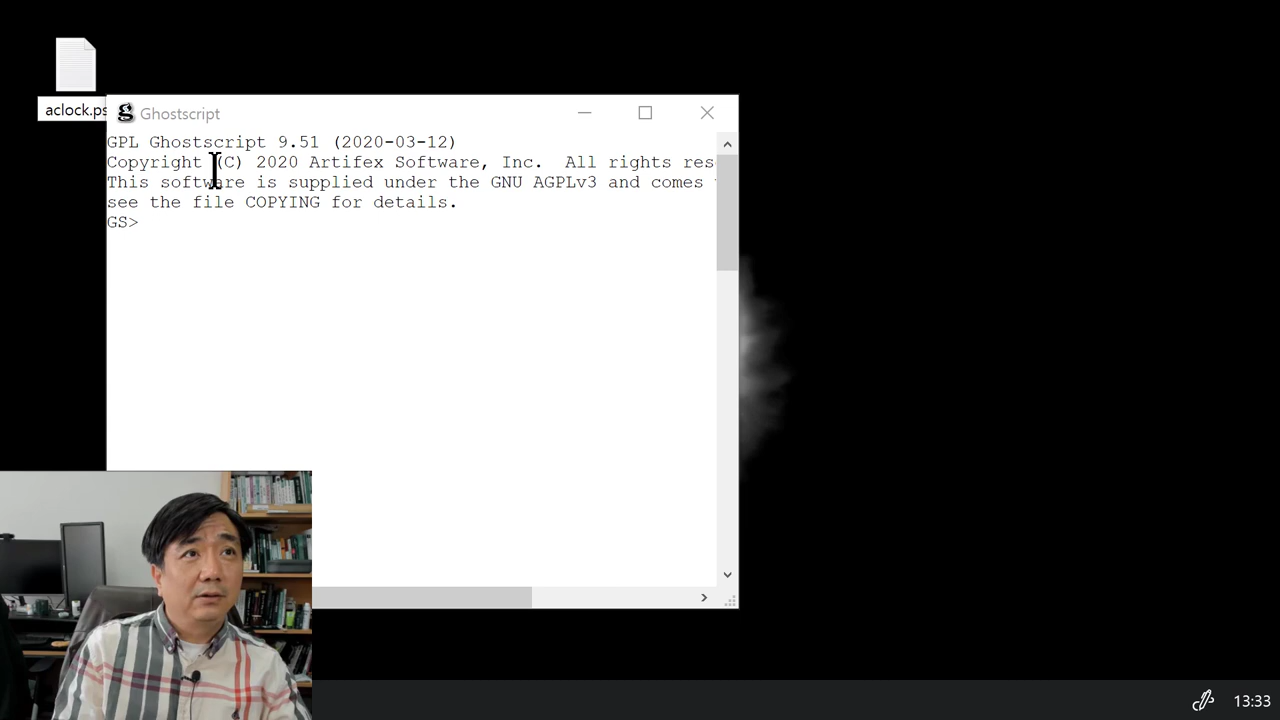 aclock.ps
Ghostscript
GPL Ghostscript 9.51 (2020-03-12)
Copyright (C) 2020 Artifex Software, Inc.  All rights res
This software is supplied under the GNU AGPLv3 and comes
see the file COPYING for details.
GS>
13:33